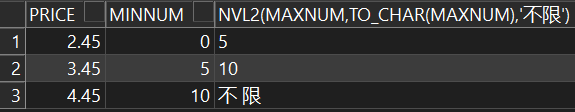 PRICE MINNUM NVL2(MAXNUM,TO_CHAR(MAXNUM),'不限')
1 2.45 0 5
2 3.45 5 10
3 4.45 10 不限